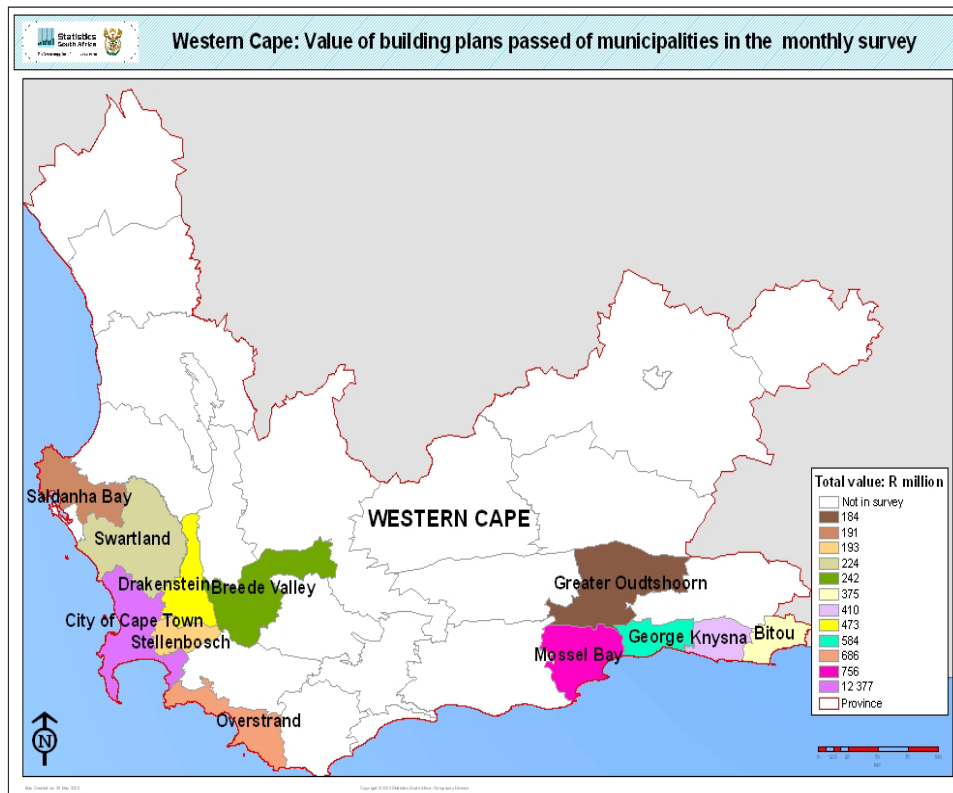 Statistics
South Africa
Western Cape: Value of building plans passed of municipalities in the monthly survey
Saldanha Bay
Swartland
Drakenstein
Breede Valley
City of Cape Town
Stellenbosch
Overstrand
WESTERN CAPE
Greater Oudtshoorn
George
Knysna
Bitou
Mossel Bay
Total value: R million
Not in survey
184
191
193
224
242
375
410
473
584
686
756
12 377
Province
N